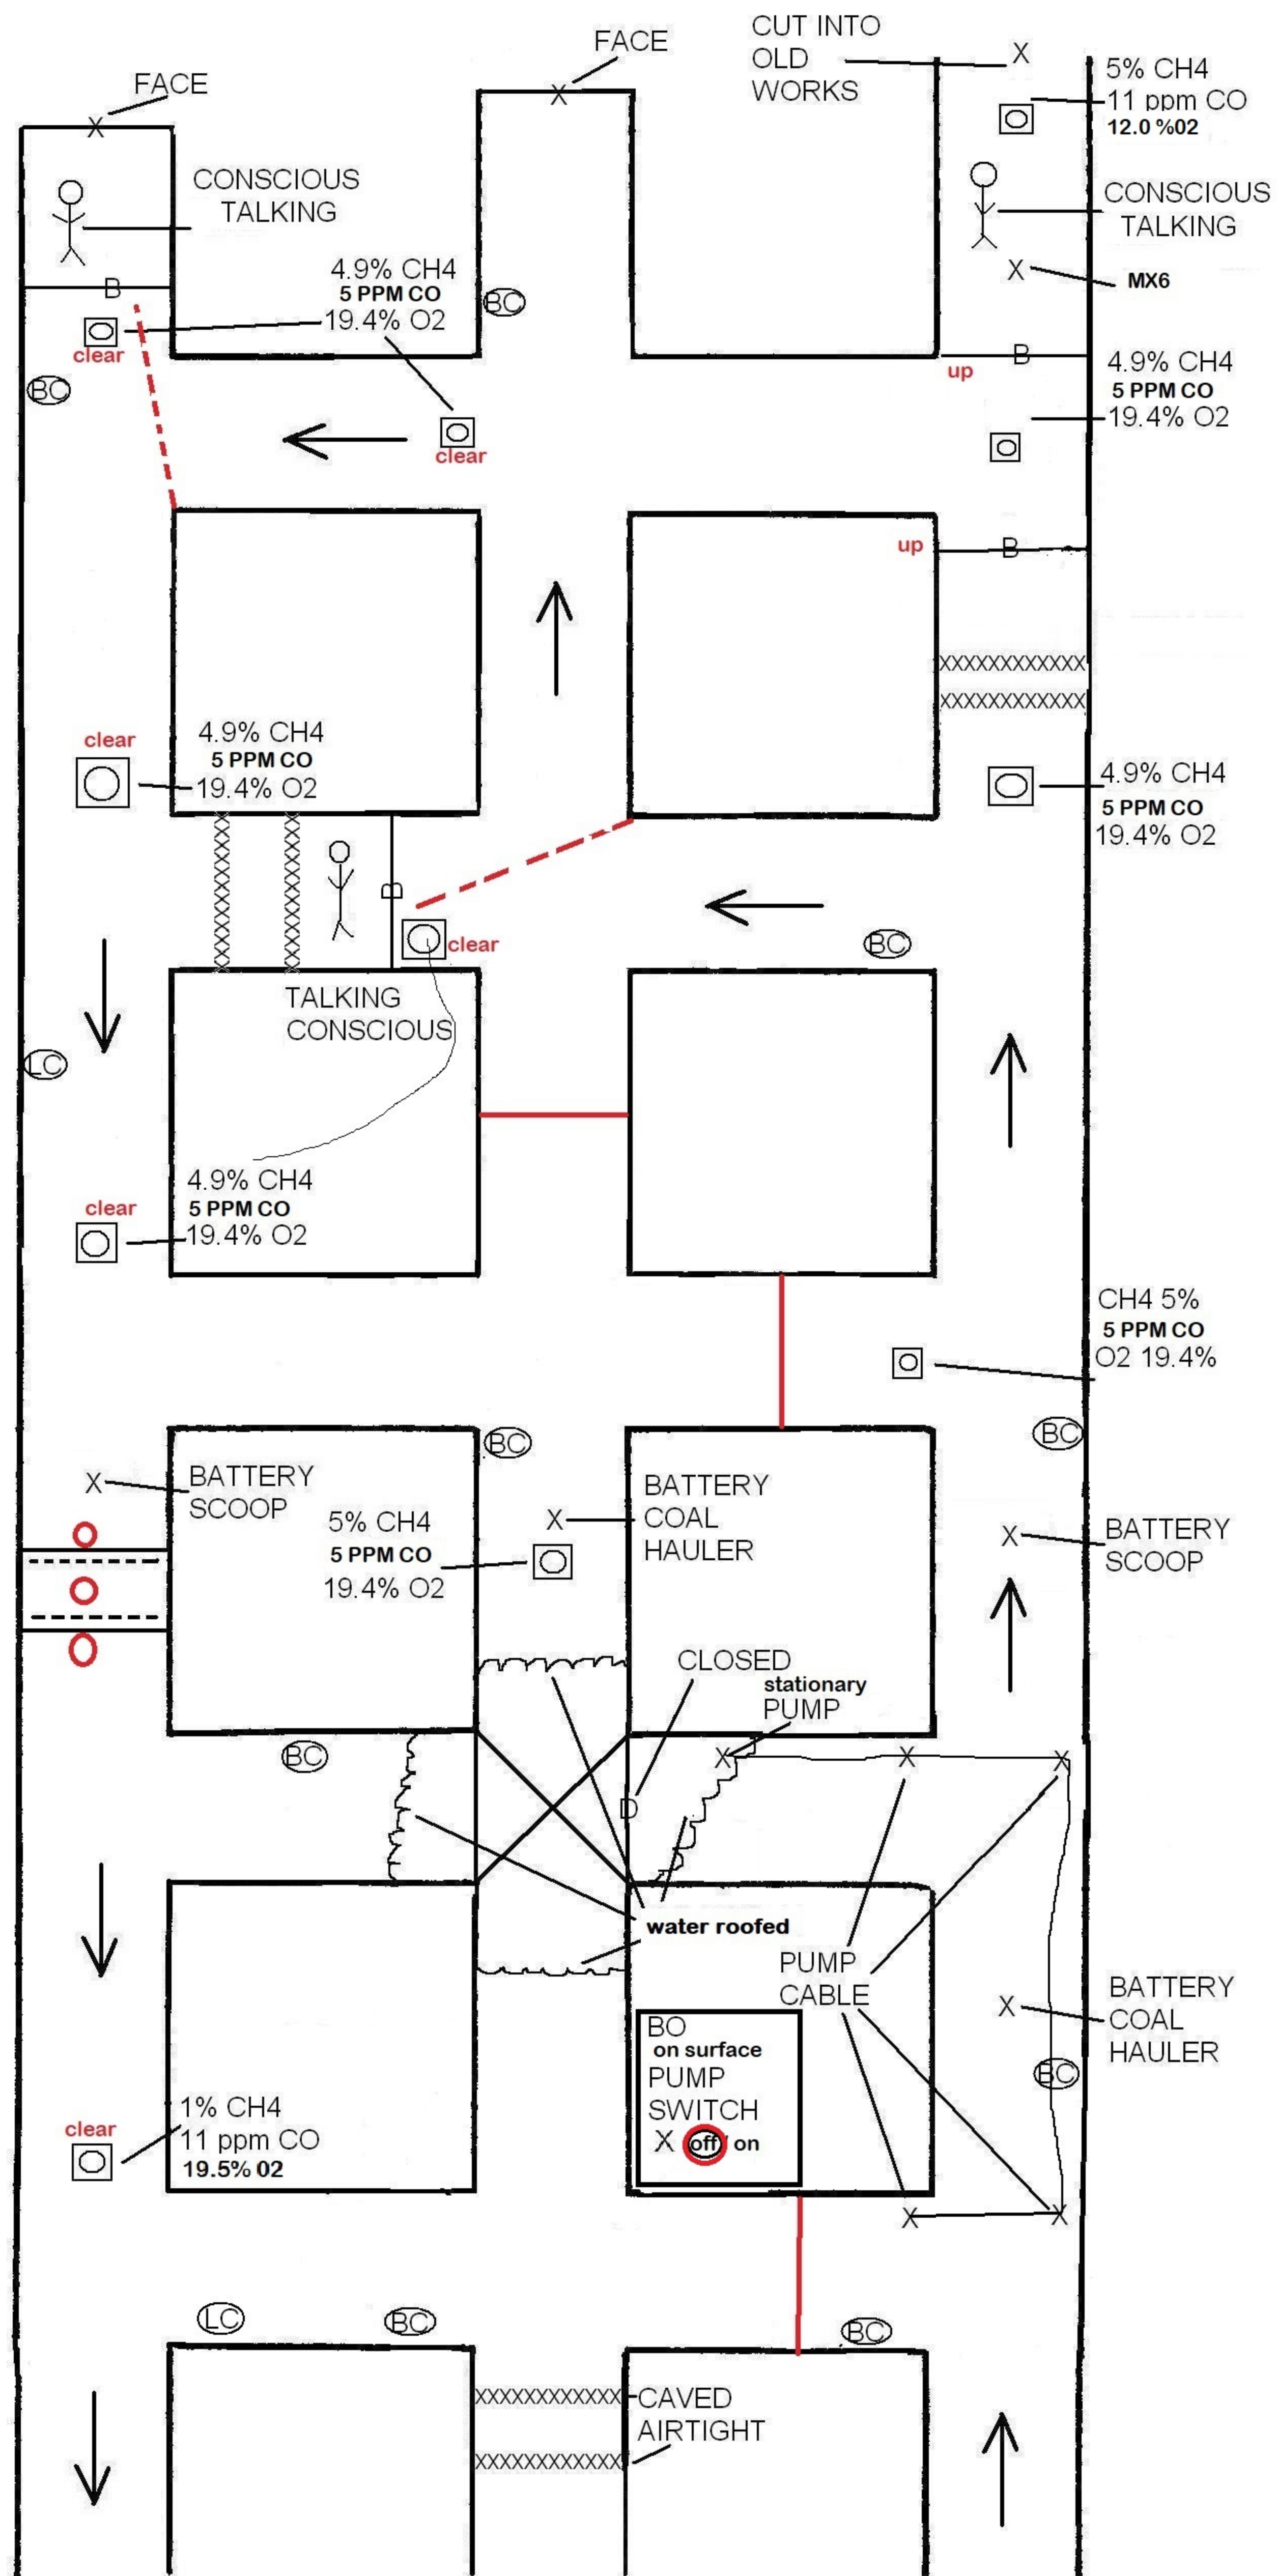 CUT INTO
OLD
WORKS
FACE
FACE
X
X
X
5% CH4
11 ppm CO
12.0 %02
CONSCIOUS
TALKING
CONSCIOUS
TALKING
4.9% CH4
5 PPM CO
19.4% O2
BC
X
MX6
B
clear
BC
B
up
4.9% CH4
5 PPM CO
19.4% O2
clear
up
B
XXXXXXXXXXX
XXXXXXXXXXX
clear
4.9% CH4
5 PPM CO
19.4% O2
4.9% CH4
5 PPM CO
19.4% O2
XXXXXXXXXXX
XXXXXXXXXXX
B
clear
BC
TALKING
CONSCIOUS
LC
clear
4.9% CH4
5 PPM CO
19.4% O2
CH4 5%
5 PPM CO
O2 19.4%
BC
BC
X
BATTERY
SCOOP
5% CH4
5 PPM CO
19.4% O2
X
BATTERY
COAL
HAULER
X
BATTERY
SCOOP
CLOSED
stationary
PUMP
BC
X
X
X
D
water roofed
PUMP
CABLE
X
BATTERY
COAL
HAULER
BC
BO
on surface
PUMP
SWITCH
X off / on
clear
1% CH4
11 ppm CO
19.5% 02
X
X
LC
BC
BC
XXXXXXXXXXXX
CAVED
AIRTIGHT
XXXXXXXXXXXX